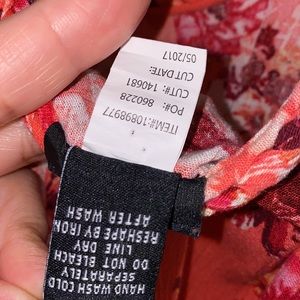 ITEM#:10898977
PO#: 860228
CUT#: 140681
CUT DATE:
05/2017
HAND WASH COLD
SEPARATELY
DO NOT BLEACH
LINE DRY
RESHAPE BY IRON
AFTER WASH